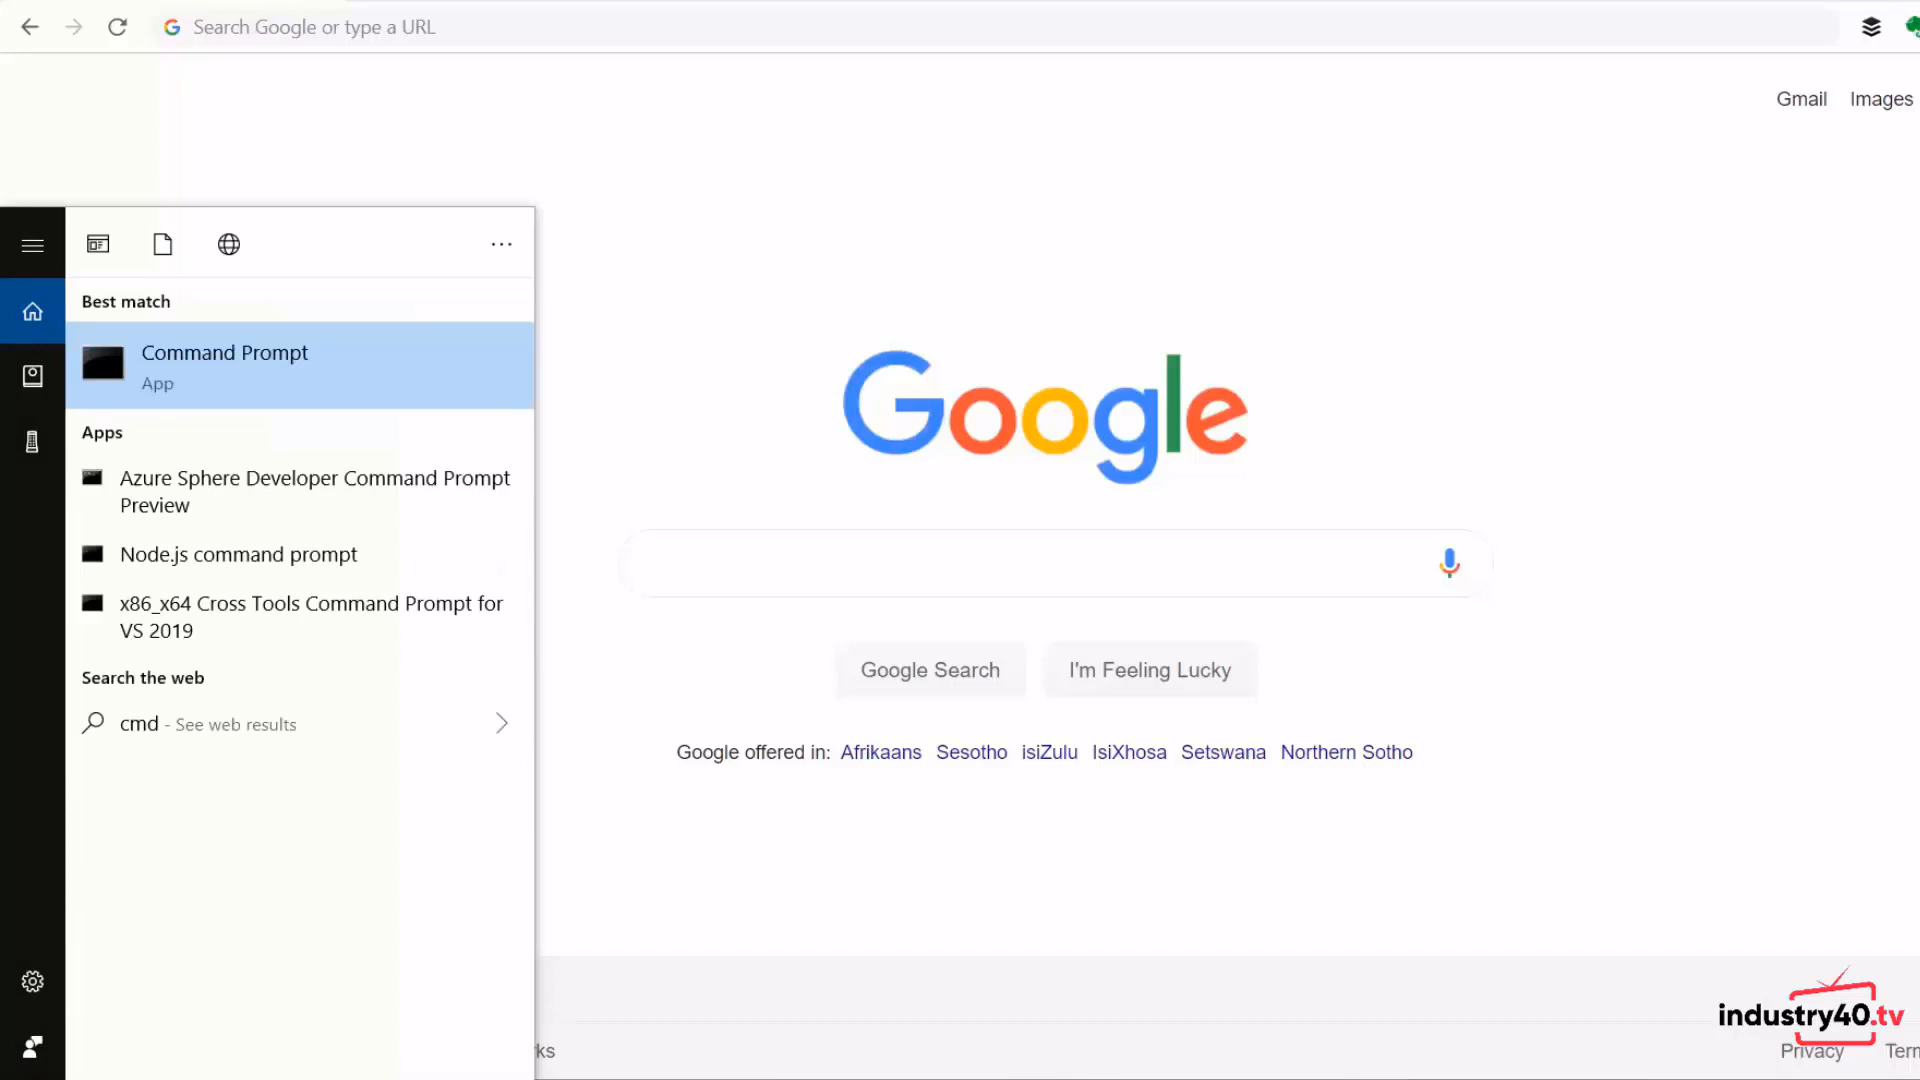 Search Google or type a URL
Gmail Images
Best match
Command Prompt
App
Apps
Azure Sphere Developer Command Prompt
Preview
Node.js command prompt
x86_x64 Cross Tools Command Prompt for
VS 2019
Search the web
cmd - See web results
Google
Google Search
I'm Feeling Lucky
Google offered in: Afrikaans Sesotho isiZulu IsiXhosa Setswana Northern Sotho
industry40.tv
ks
Privacy Tern